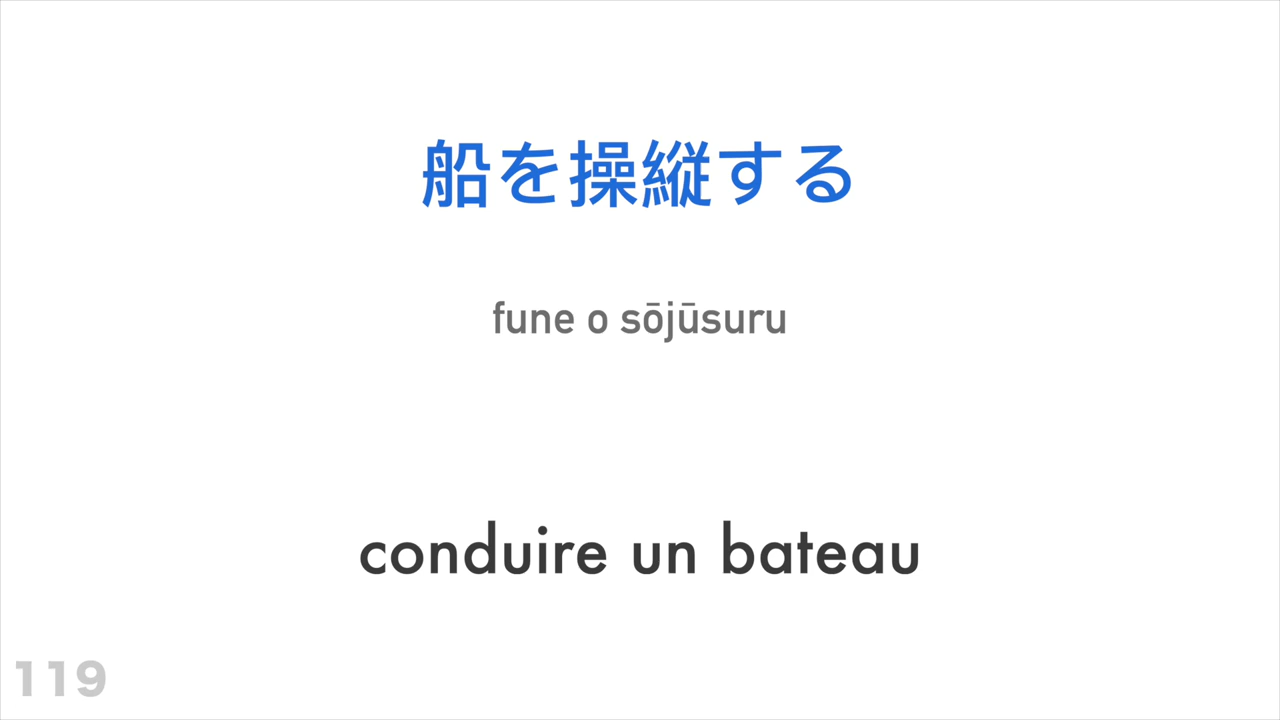 船を操縦する
fune o sōjūsuru
conduire un bateau
119